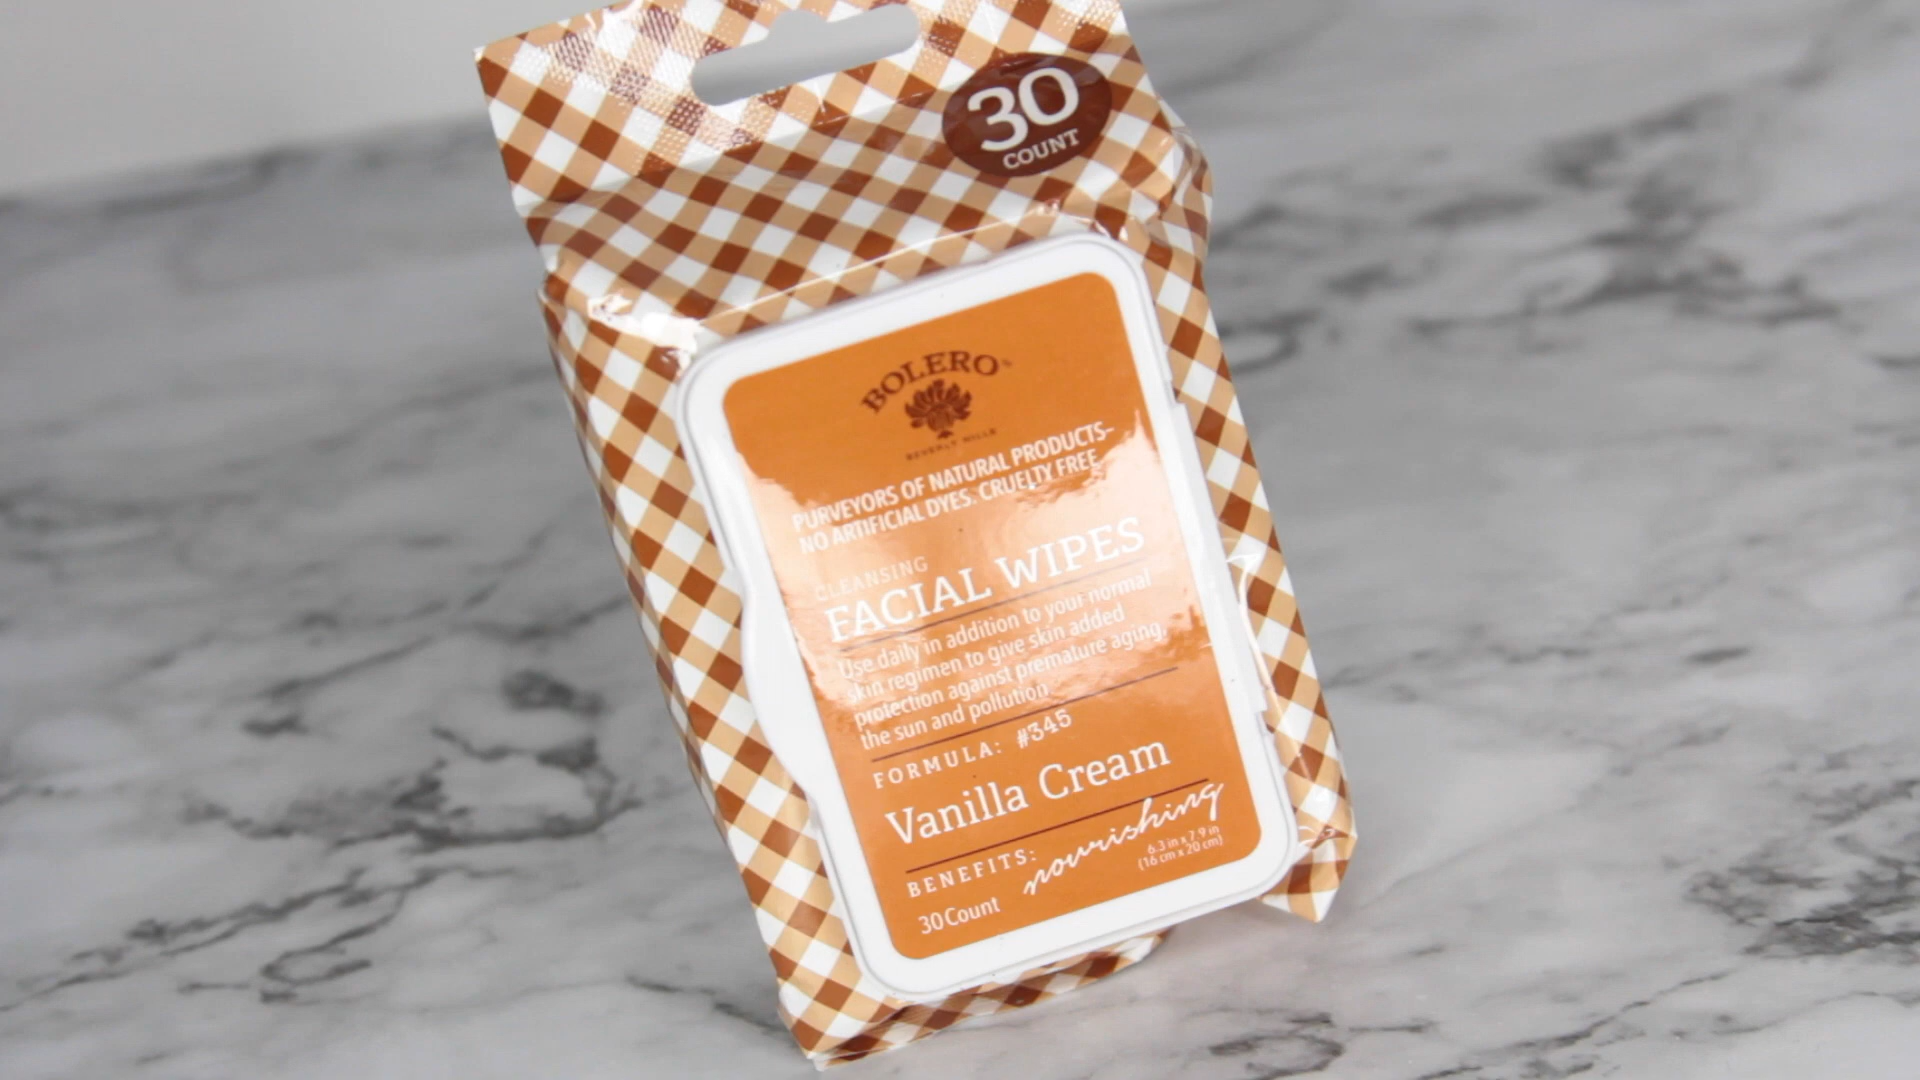 30
COUNT
BOLERO
BEVERLY HILLS
PURVEYORS OF NATURAL PRODUCTS-
NO ARTIFICIAL DYES. CRUELTY FREE
CLEANSING
FACIAL WIPES
Use daily in addition to your normal
skin regimen to give skin added
protection against premature aging,
the sun and pollution.
FORMULA: #345
Vanilla Cream
BENEFITS: nourishing
30 Count
6.3 in x 7.9 in
(16 cm x 20 cm)